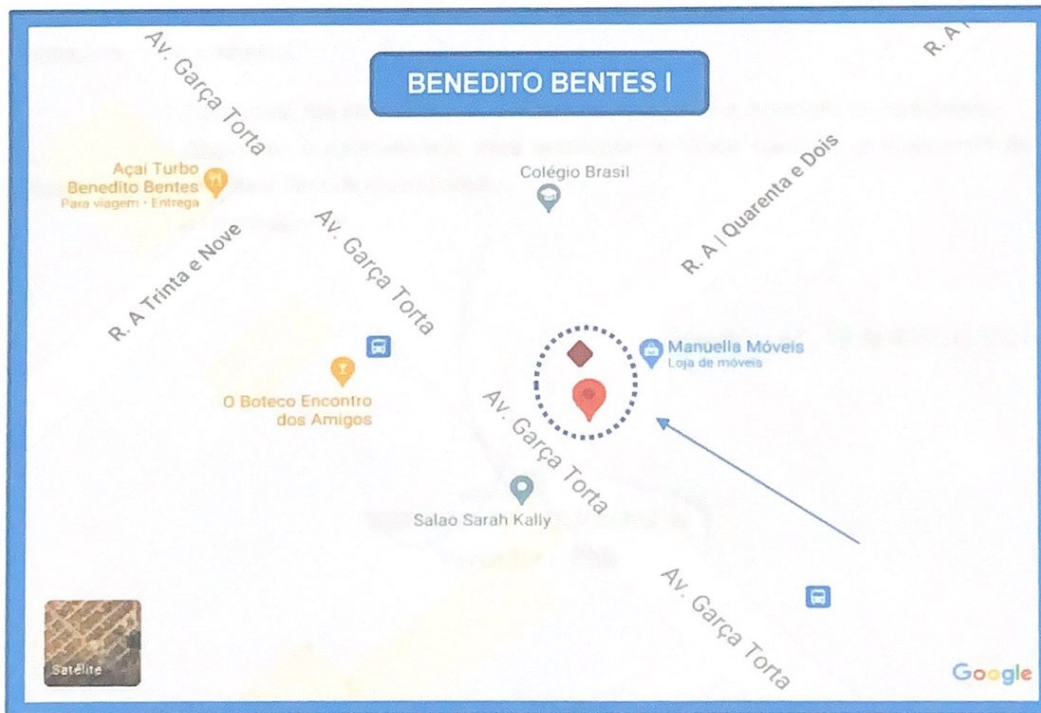 Av. Garça Torta
R. A |
BENEDITO BENTES I
Açaí Turbo
Benedito Bentes
Para viagem • Entrega
Colégio Brasil
R. A | Quarenta e Dois
Av. Garça Torta
R. A Trinta e Nove
Manuella Móveis
Loja de móveis
O Boteco Encontro
dos Amigos
Av. Garça Torta
Salao Sarah Kally
Av. Garça Torta
Satélite
Google